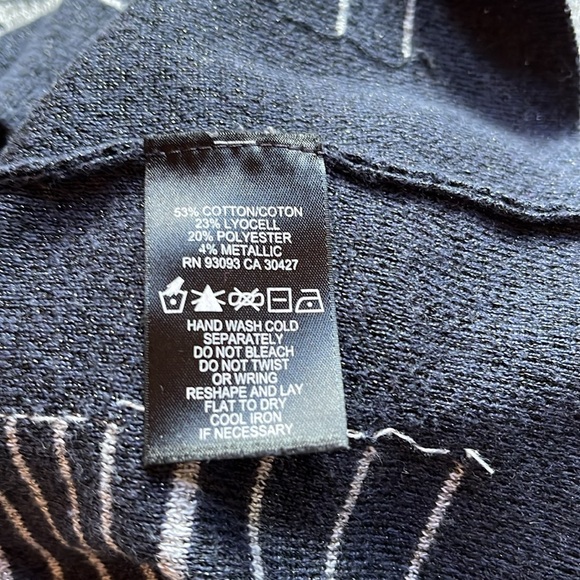 53% COTTON/COTON
23% LYOCELL
20% POLYESTER
4% METALLIC
RN 93093 CA 30427
HAND WASH COLD
SEPARATELY
DO NOT BLEACH
DO NOT TWIST
OR WRING
RESHAPE AND LAY
FLAT TO DRY
COOL IRON
IF NECESSARY